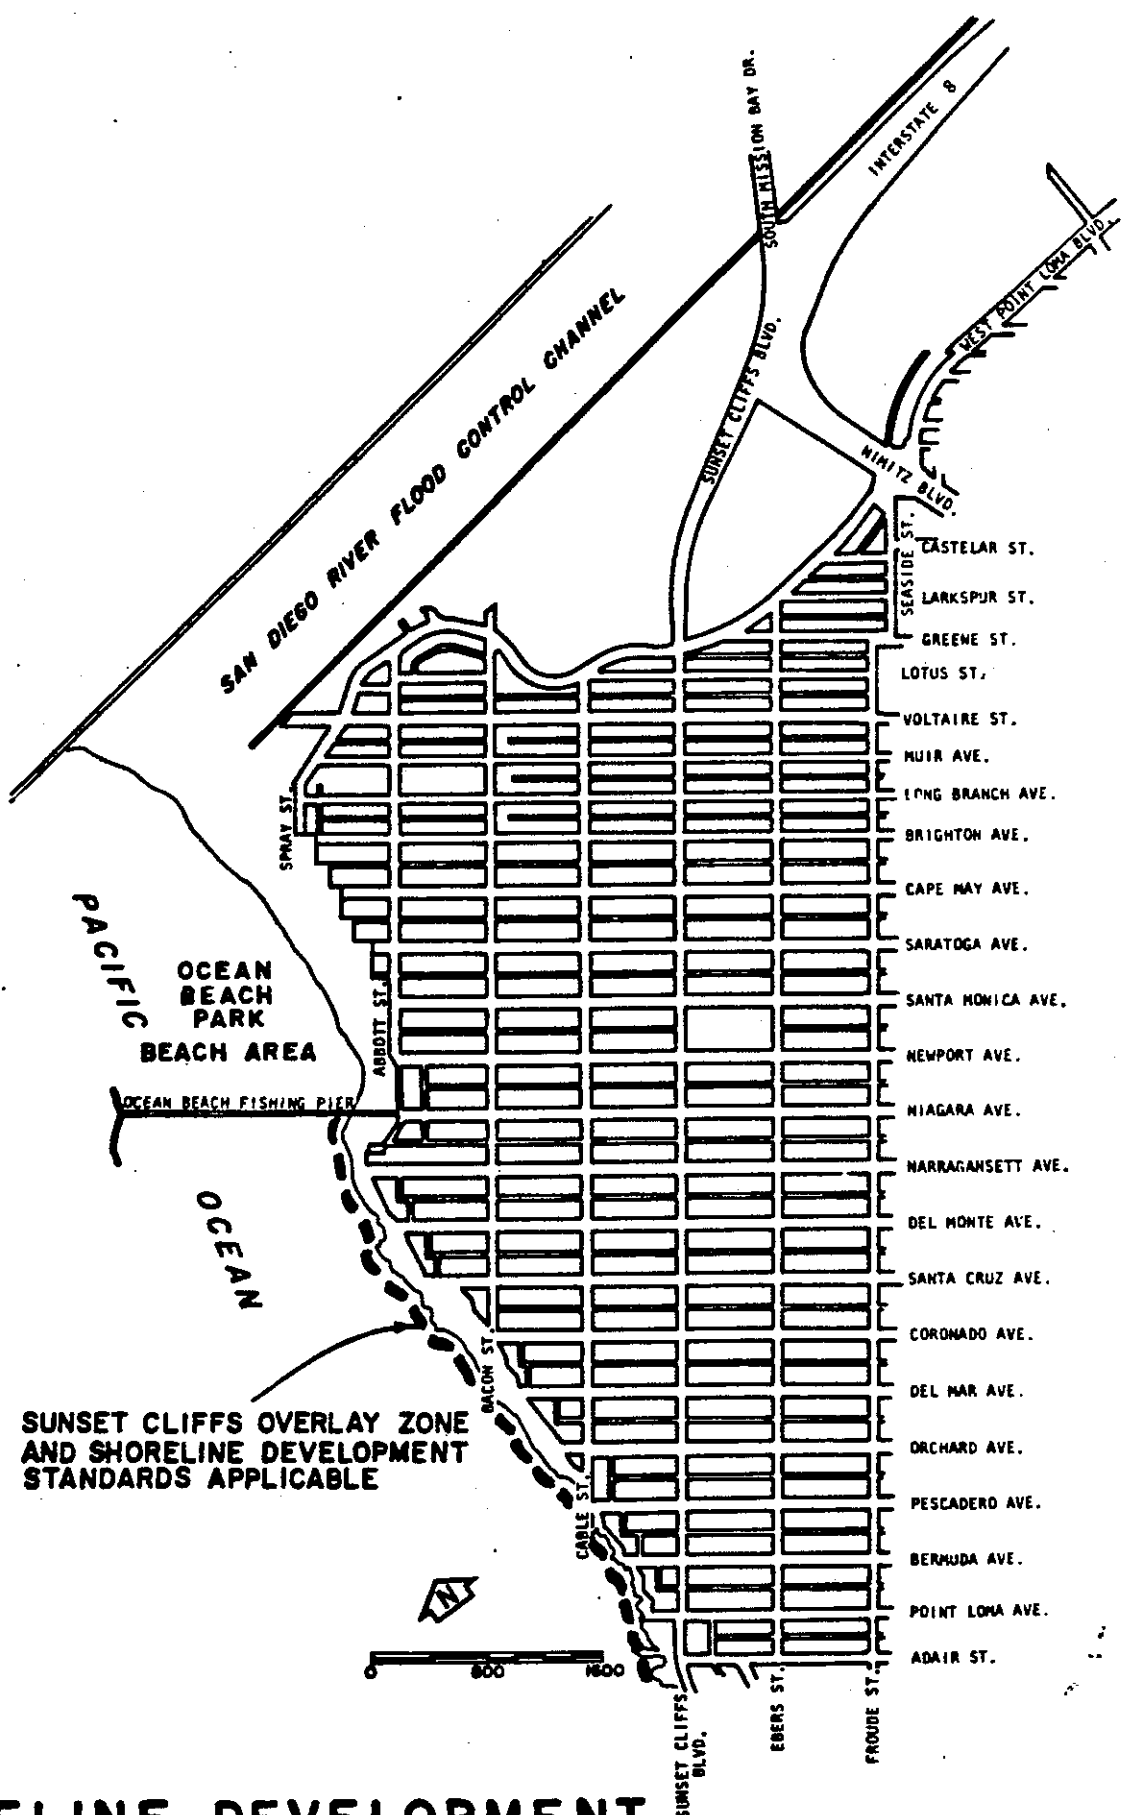 SOUTH MISSION BAY DR.
INTERSTATE 8
WEST POINT LOMA BLVD.
SAN DIEGO RIVER FLOOD CONTROL CHANNEL
SUNSET CLIFFS BLVD.
NIMITZ BLVD.
SEASIDE ST.
CASTELAR ST.
LARKSPUR ST.
GREENE ST.
LOTUS ST.
VOLTAIRE ST.
MUIR AVE.
LONG BRANCH AVE.
SPRAY ST.
BRIGHTON AVE.
CAPE MAY AVE.
PACIFIC
OCEAN
BEACH
PARK
BEACH AREA
ABBOTT ST.
SARATOGA AVE.
SANTA MONICA AVE.
NEWPORT AVE.
OCEAN BEACH FISHING PIER
NIAGARA AVE.
NARRAGANSETT AVE.
OCEAN
DEL MONTE AVE.
SANTA CRUZ AVE.
CORONADO AVE.
BACON ST.
DEL MAR AVE.
SUNSET CLIFFS OVERLAY ZONE
AND SHORELINE DEVELOPMENT
STANDARDS APPLICABLE
ORCHARD AVE.
CABLE ST.
PESCADERO AVE.
BERMUDA AVE.
N
POINT LOMA AVE.
ADAIR ST.
0 800 1600
SUNSET CLIFFS
BLVD.
EBERS ST.
FROUDE ST.
ELINE DEVELOPMENT